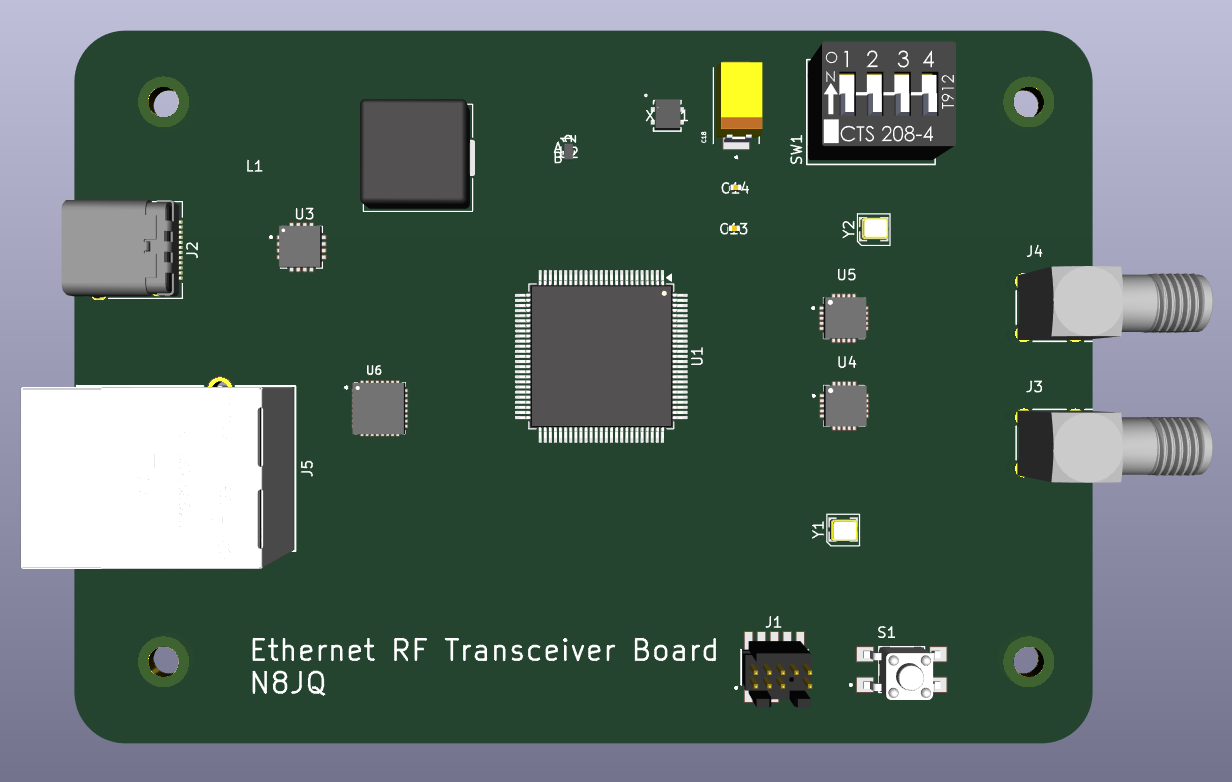 1 2 3 4
O
N
T912
CTS 208-4
SW1
C18
L1
C14
U3
C13
Y2
J2
J4
U5
U1
U4
U6
J3
J5
Y1
J1
S1
Ethernet RF Transceiver Board
N8JQ